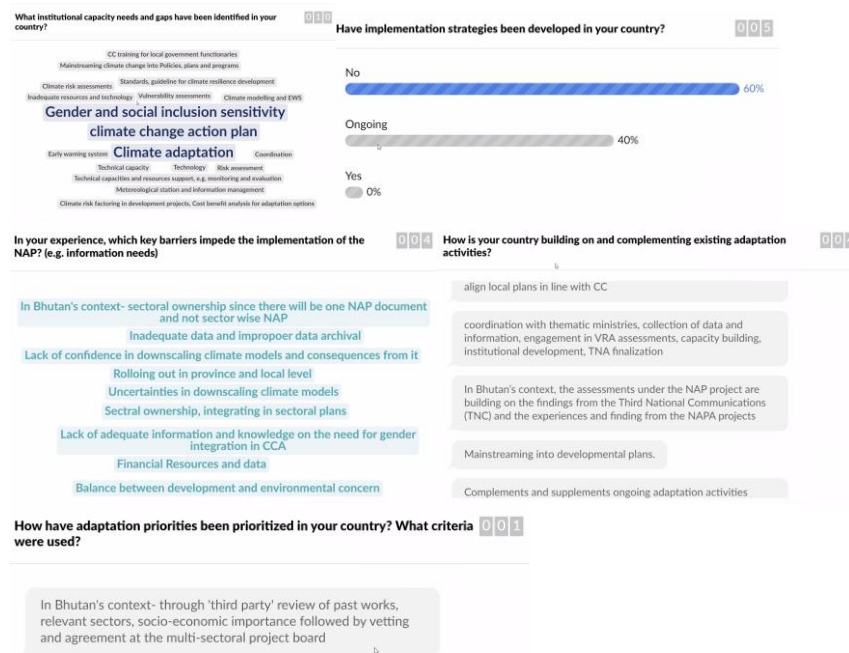 What institutional capacity needs and gaps have been identified in your
country?
0 1 0
CC training for local government functionaries
Mainstreaming climate change into Policies, plans and programs
Climate risk assessments
Standards, guideline for climate resilience development
Inadequate resources and technology
Vulnerability assessments
Climate modelling and EWS
Gender and social inclusion sensitivity
climate change action plan
Early warning system
Climate adaptation
Coordination
Technical capacity
Technology
Risk assessment
Technical capacities and resources support, e.g. monitoring and evaluation
Metereological station and information management
Climate risk factoring in development projects, Cost benefit analysis for adaptation options
Have implementation strategies been developed in your country?
0 0 5
No
60%
Ongoing
40%
Yes
0%
In your experience, which key barriers impede the implementation of the
NAP? (e.g. information needs)
0 0 4
In Bhutan's context- sectoral ownership since there will be one NAP document
and not sector wise NAP
Inadequate data and impropoer data archival
Lack of confidence in downscaling climate models and consequences from it
Rolloing out in province and local level
Uncertainties in downscaling climate models
Sectral ownership, integrating in sectoral plans
Lack of adequate information and knowledge on the need for gender
integration in CCA
Financial Resources and data
Balance between development and environmental concern
How is your country building on and complementing existing adaptation
activities?
0 0
align local plans in line with CC
coordination with thematic ministries, collection of data and
information, engagement in VRA assessments, capacity building,
institutional development, TNA finalization
In Bhutan's context, the assessments under the NAP project are
building on the findings from the Third National Communications
(TNC) and the experiences and finding from the NAPA projects
Mainstreaming into developmental plans.
Complements and supplements ongoing adaptation activities
How have adaptation priorities been prioritized in your country? What criteria
were used?
0 0 1
In Bhutan's context- through 'third party' review of past works,
relevant sectors, socio-economic importance followed by vetting
and agreement at the multi-sectoral project board